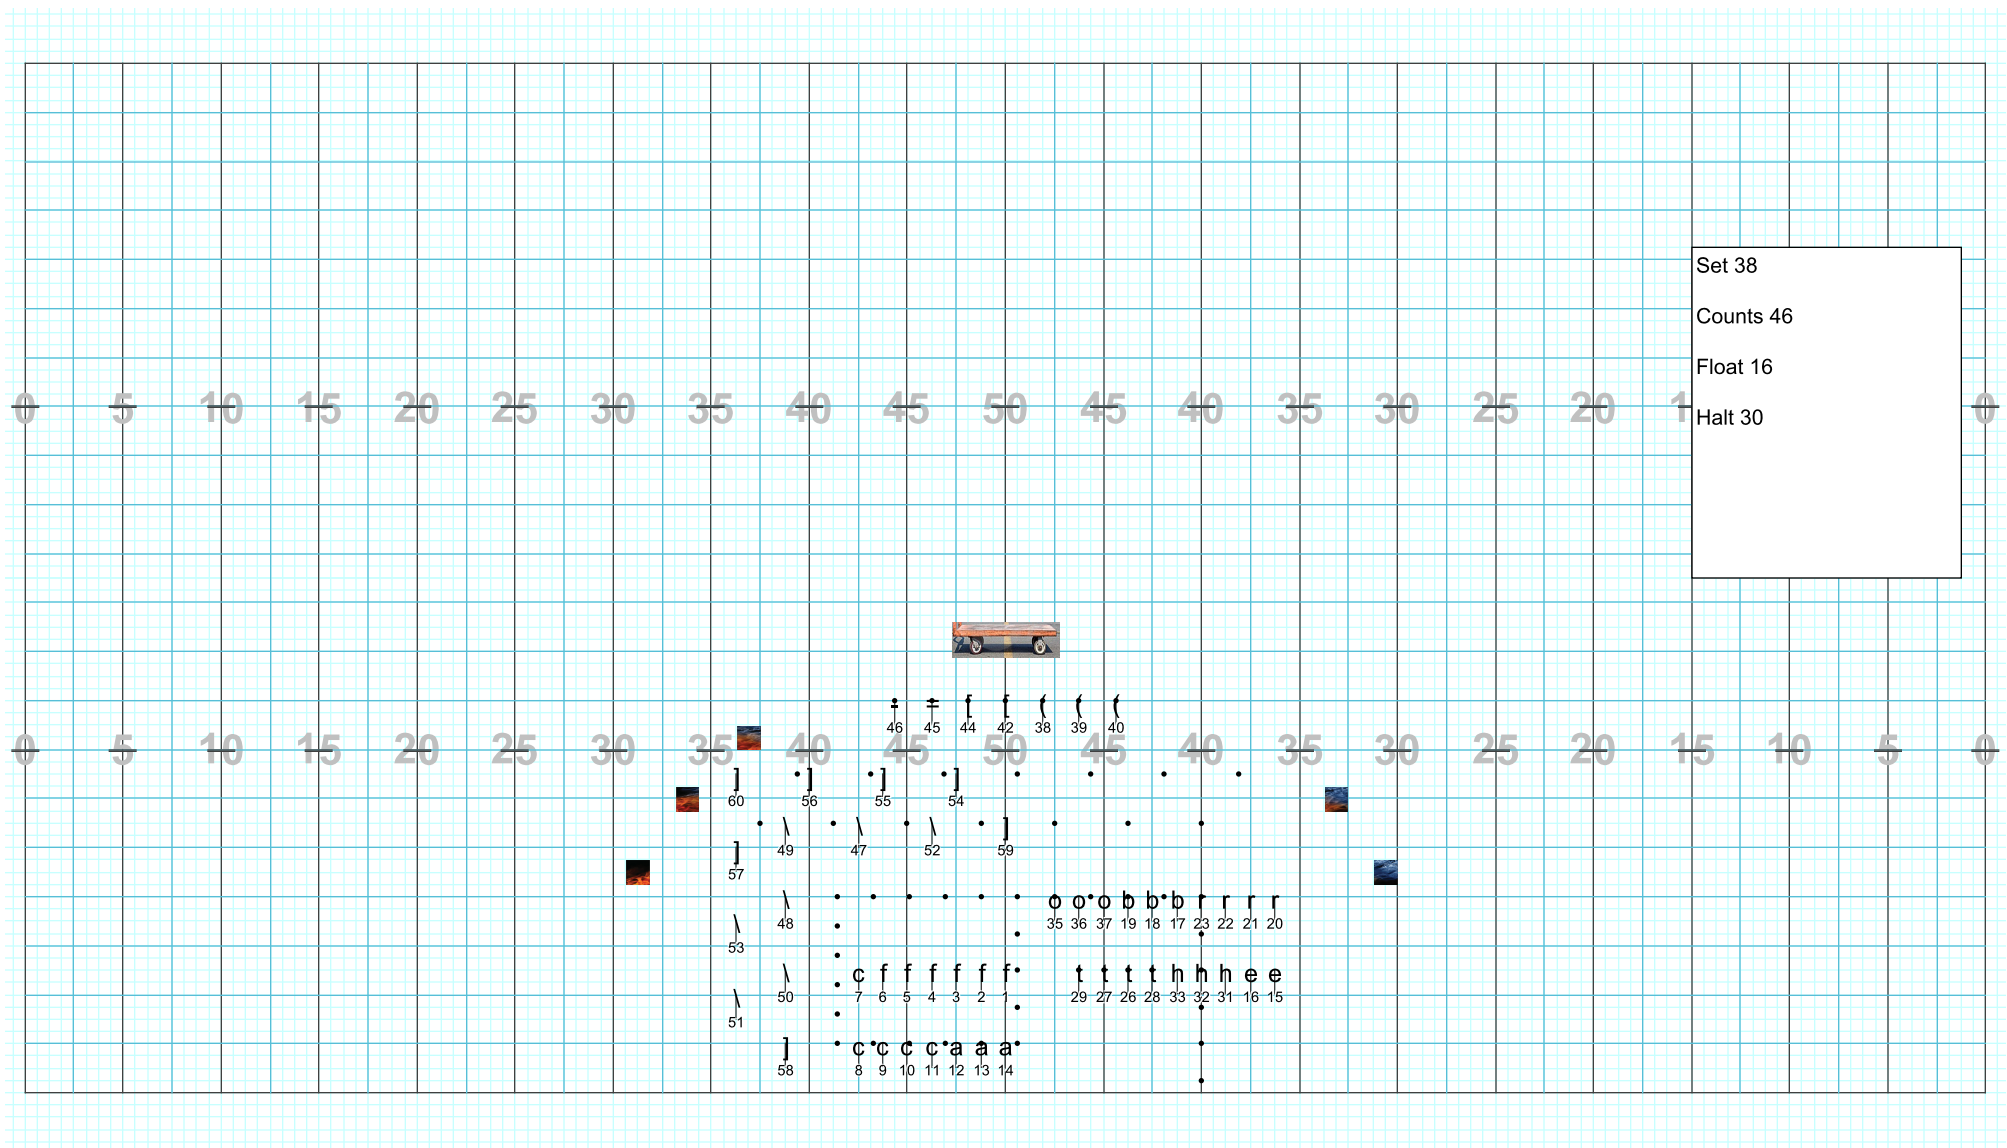 Set 38
Counts 46
Float 16
Halt 30
0 5 10 15 20 25 30 35 40 45 50 45 40 35 30 25 20 1 0
= = [ [ ( ( (
46 45 44 42 38 39 40
0 5 10 15 20 25 30 35 40 45 50 45 40 35 30 25 20 15 10 5 0
] ] ] ]
60 56 55 54
\ \ \ ]
49 47 52 59
]
57
\ o o o b b b r r r r
48 35 36 37 19 18 17 23 22 21 20
\
53
\ c f f f f f f t t t t h h h e e
50 7 6 5 4 3 2 1 29 27 26 28 33 32 31 16 15
\
51
] c c c c a a a
58 8 9 10 11 12 13 14